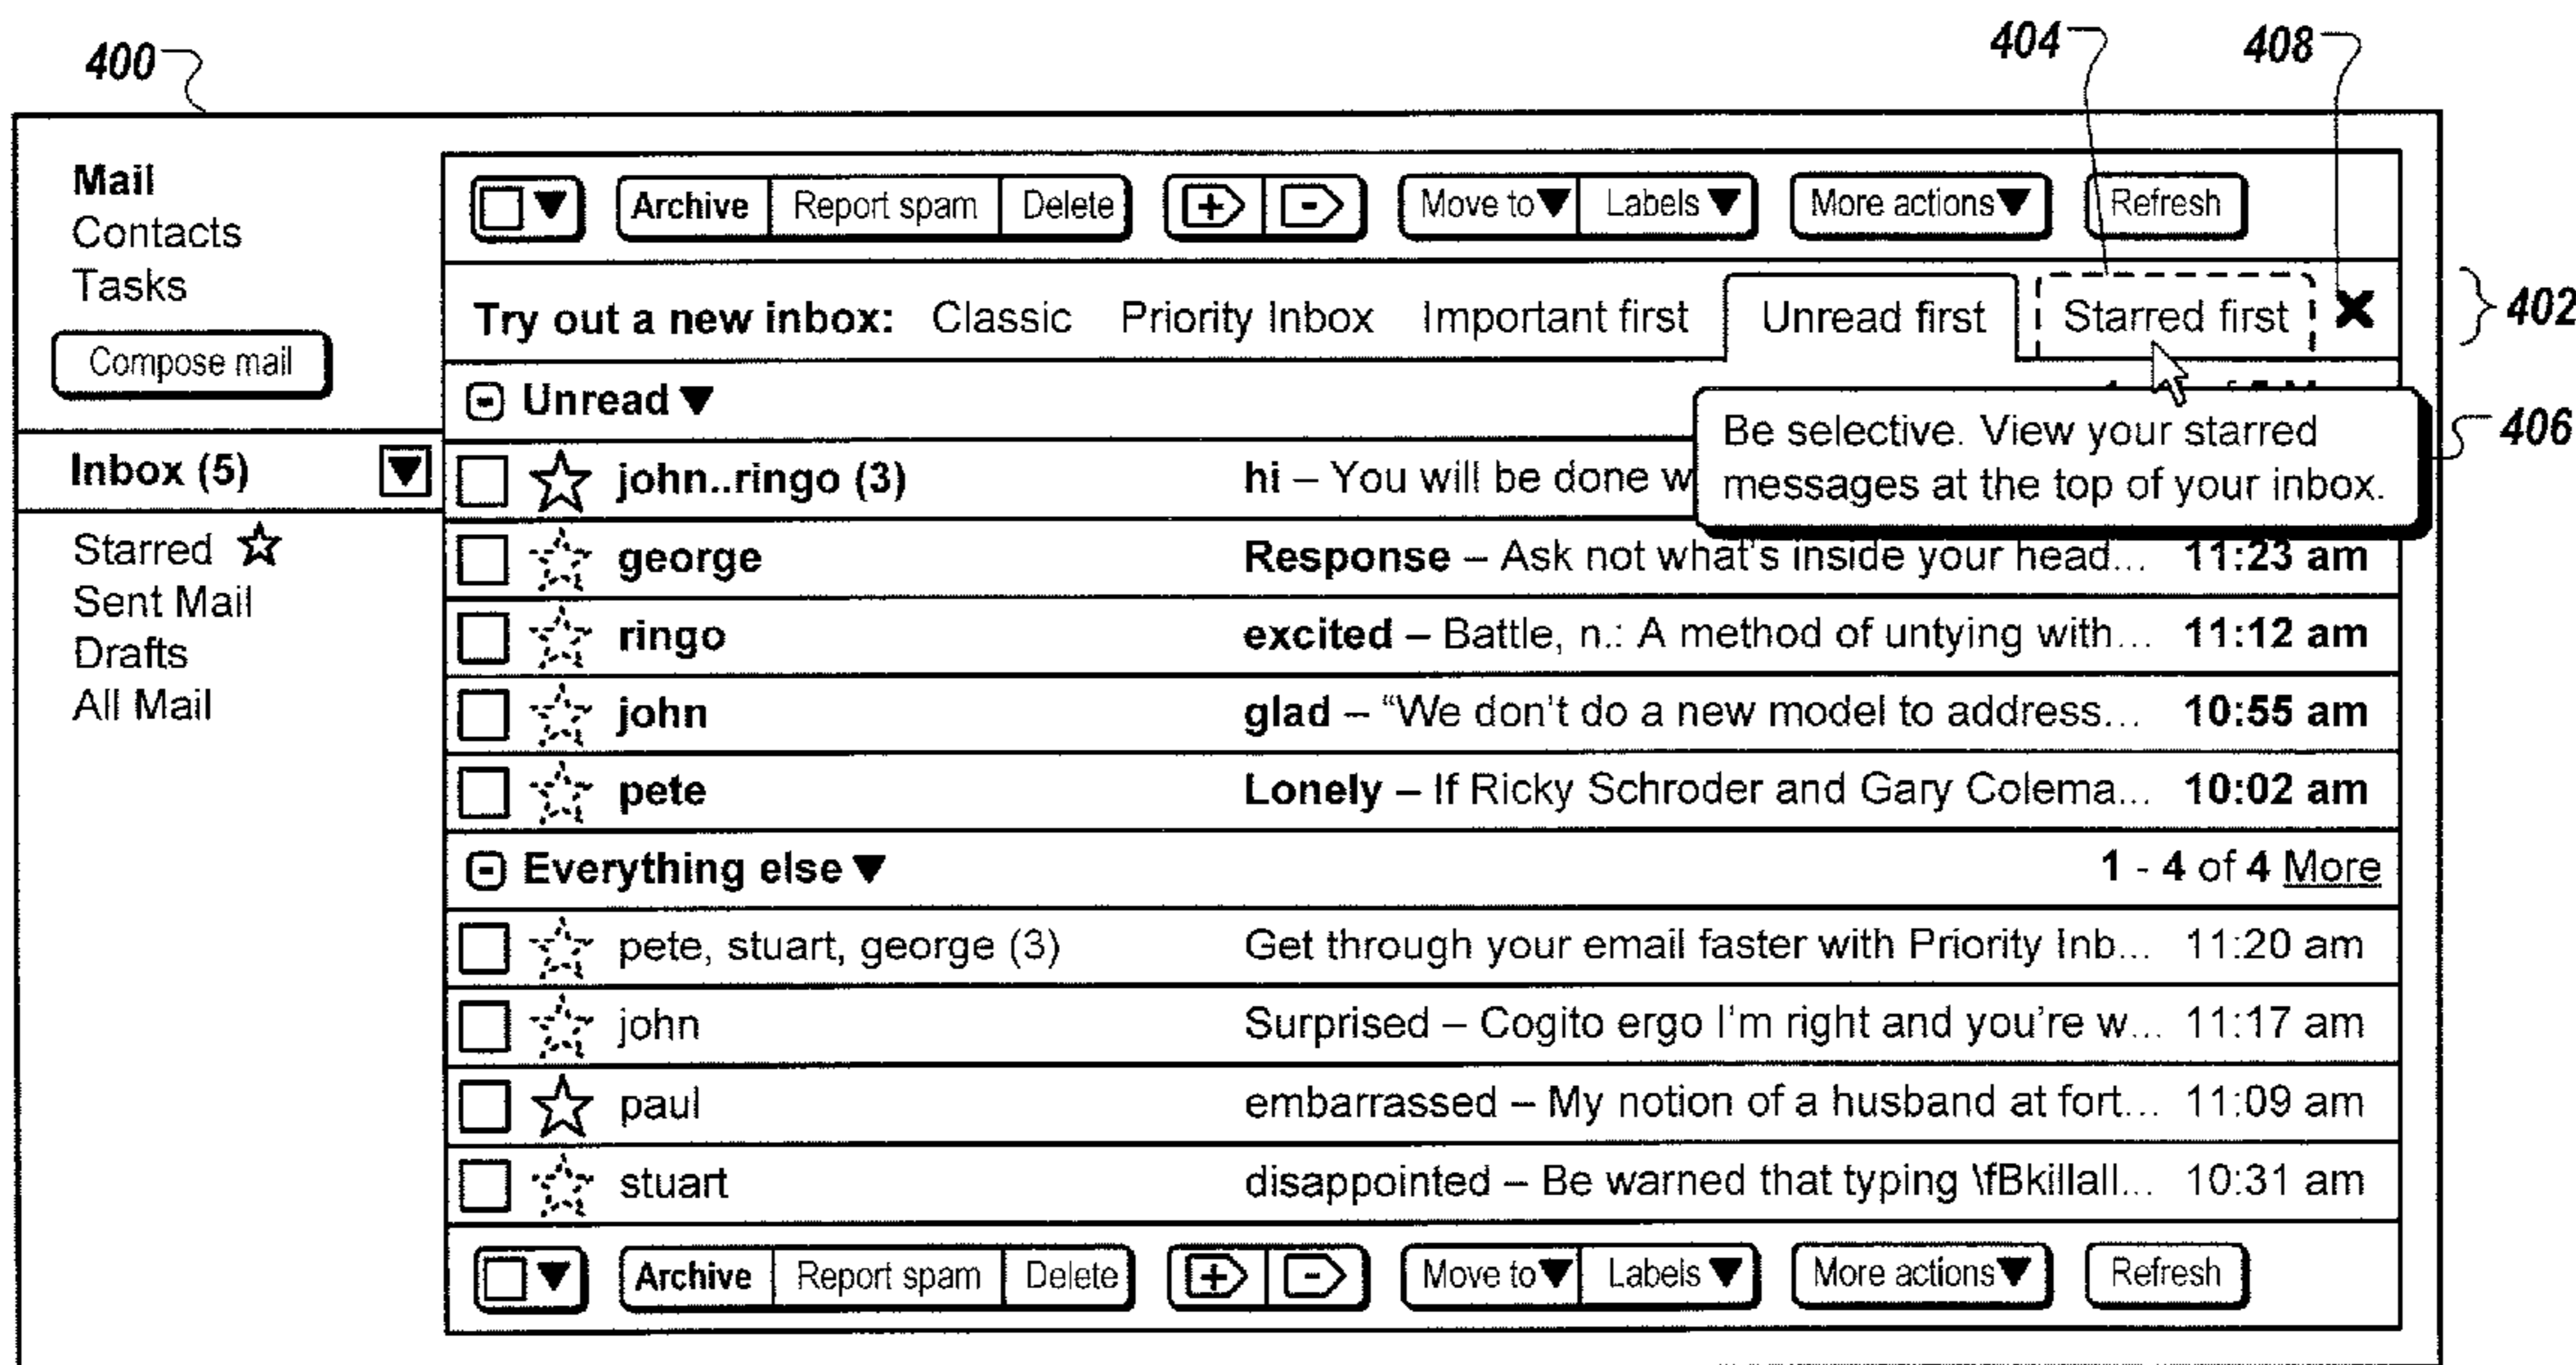 400
404
408
Mail
Contacts
Tasks
Compose mail
Inbox (5)
Starred
Sent Mail
Drafts
All Mail
Archive Report spam Delete + - Move to Labels More actions Refresh
Try out a new inbox: Classic Priority Inbox Important first Unread first Starred first
402
- Unread
Be selective. View your starred
messages at the top of your inbox.
406
john..ringo (3) hi – You will be done
george Response – Ask not what's inside your head... 11:23 am
ringo excited – Battle, n.: A method of untying with... 11:12 am
john glad – “We don't do a new model to address... 10:55 am
pete Lonely – If Ricky Schroder and Gary Colema... 10:02 am
- Everything else 1 - 4 of 4 More
pete, stuart, george (3) Get through your email faster with Priority Inb... 11:20 am
john Surprised – Cogito ergo I'm right and you're w... 11:17 am
paul embarrassed – My notion of a husband at fort... 11:09 am
stuart disappointed – Be warned that typing \fBkillall... 10:31 am
Archive Report spam Delete + - Move to Labels More actions Refresh